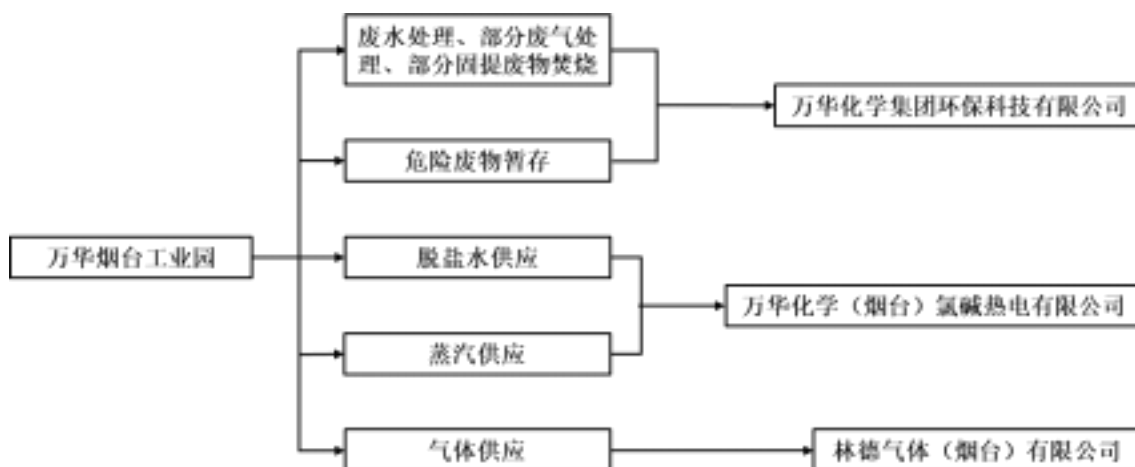 废水处理、部分废气处
理、部分固提废物焚烧
万华化学集团环保科技有限公司
危险废物暂存
万华烟台工业园
脱盐水供应
万华化学（烟台）氯碱热电有限公司
蒸汽供应
气体供应
林德气体（烟台）有限公司